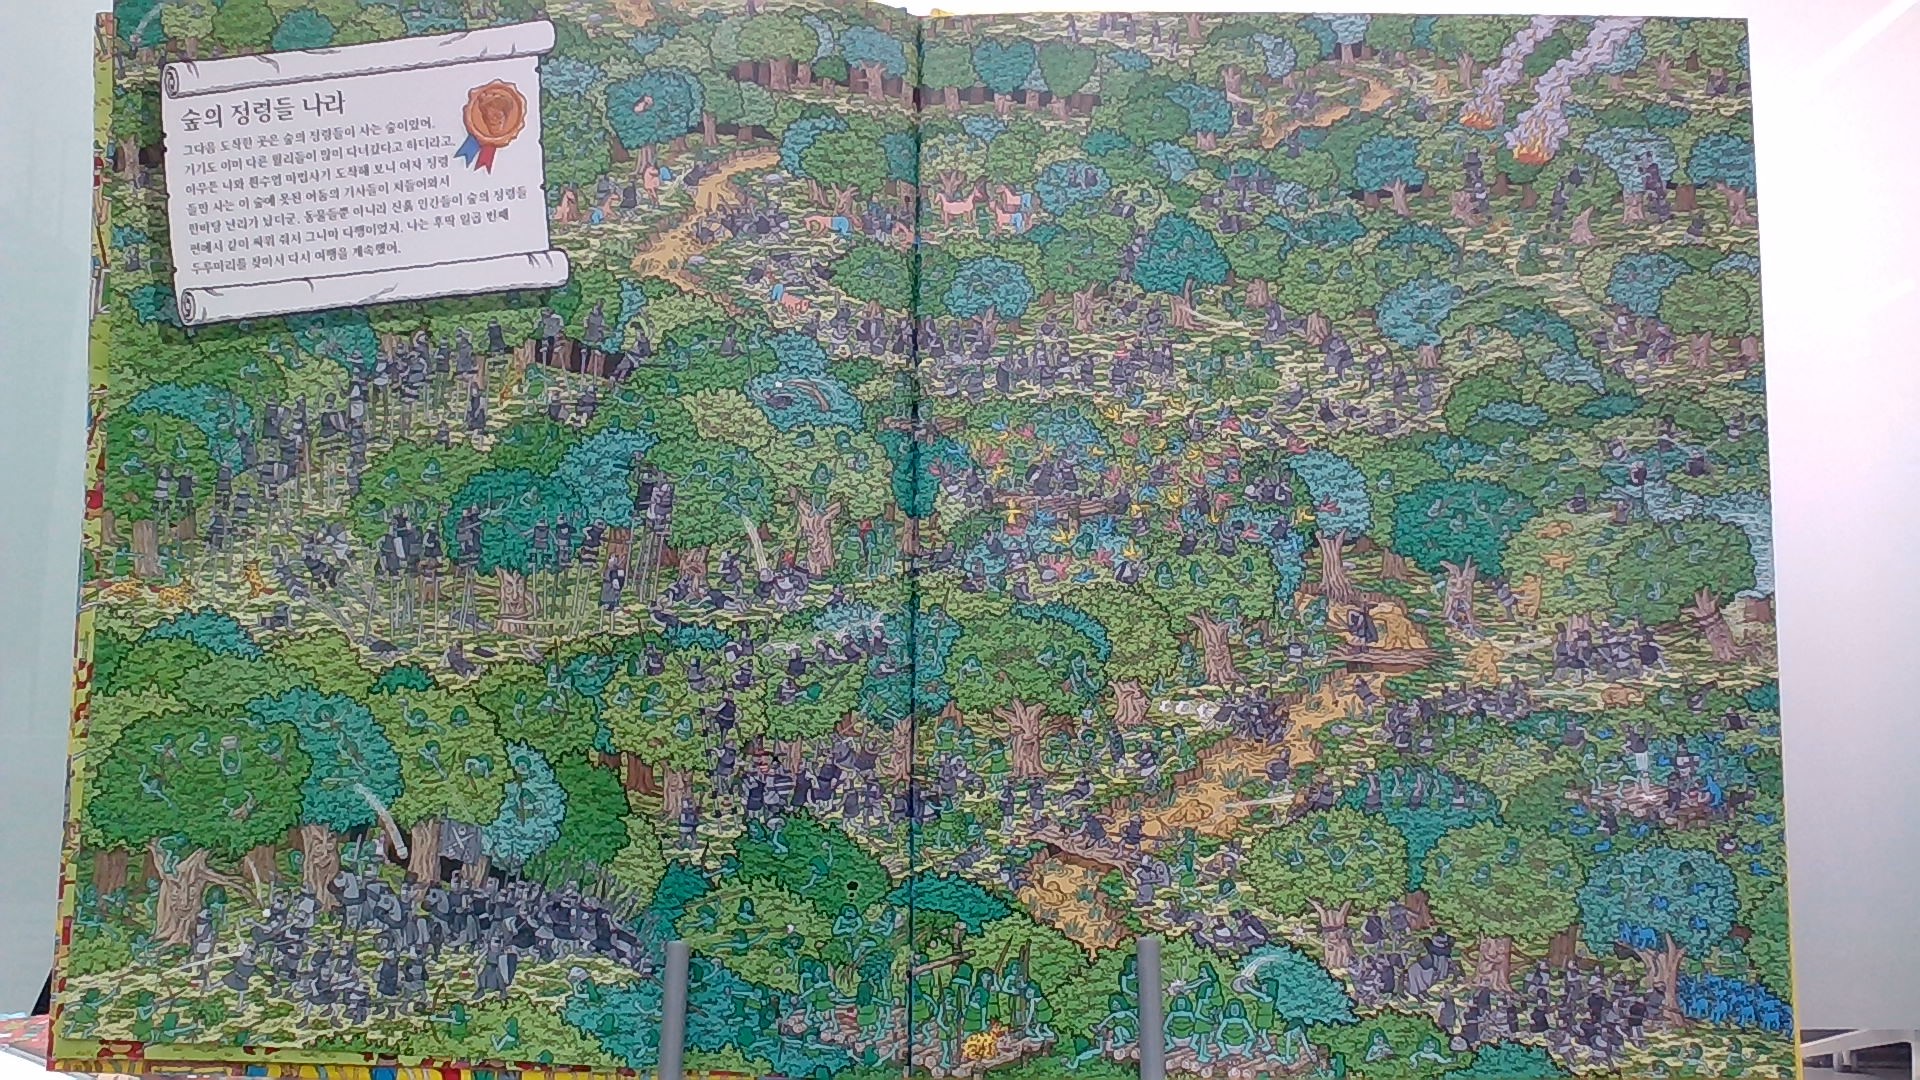 숲의 정령들 나라
그다음 도착한 곳은 숲의 정령들이 사는 숲이었어.
거기도 이미 다른 월리들이 많이 다녀갔다고 하더라고.
아무튼 나와 흰수염 마법사가 도착해 보니 여자 정령
들만 사는 이 숲에 못된 어둠의 기사들이 쳐들어와서
한바탕 난리가 났더군. 동물들뿐 아니라 진흙 인간들이 숲의 정령들
편에서 같이 싸워 줘서 그나마 다행이었지. 나는 후딱 일곱 번째
두루마리를 찾아서 다시 여행을 계속했어.